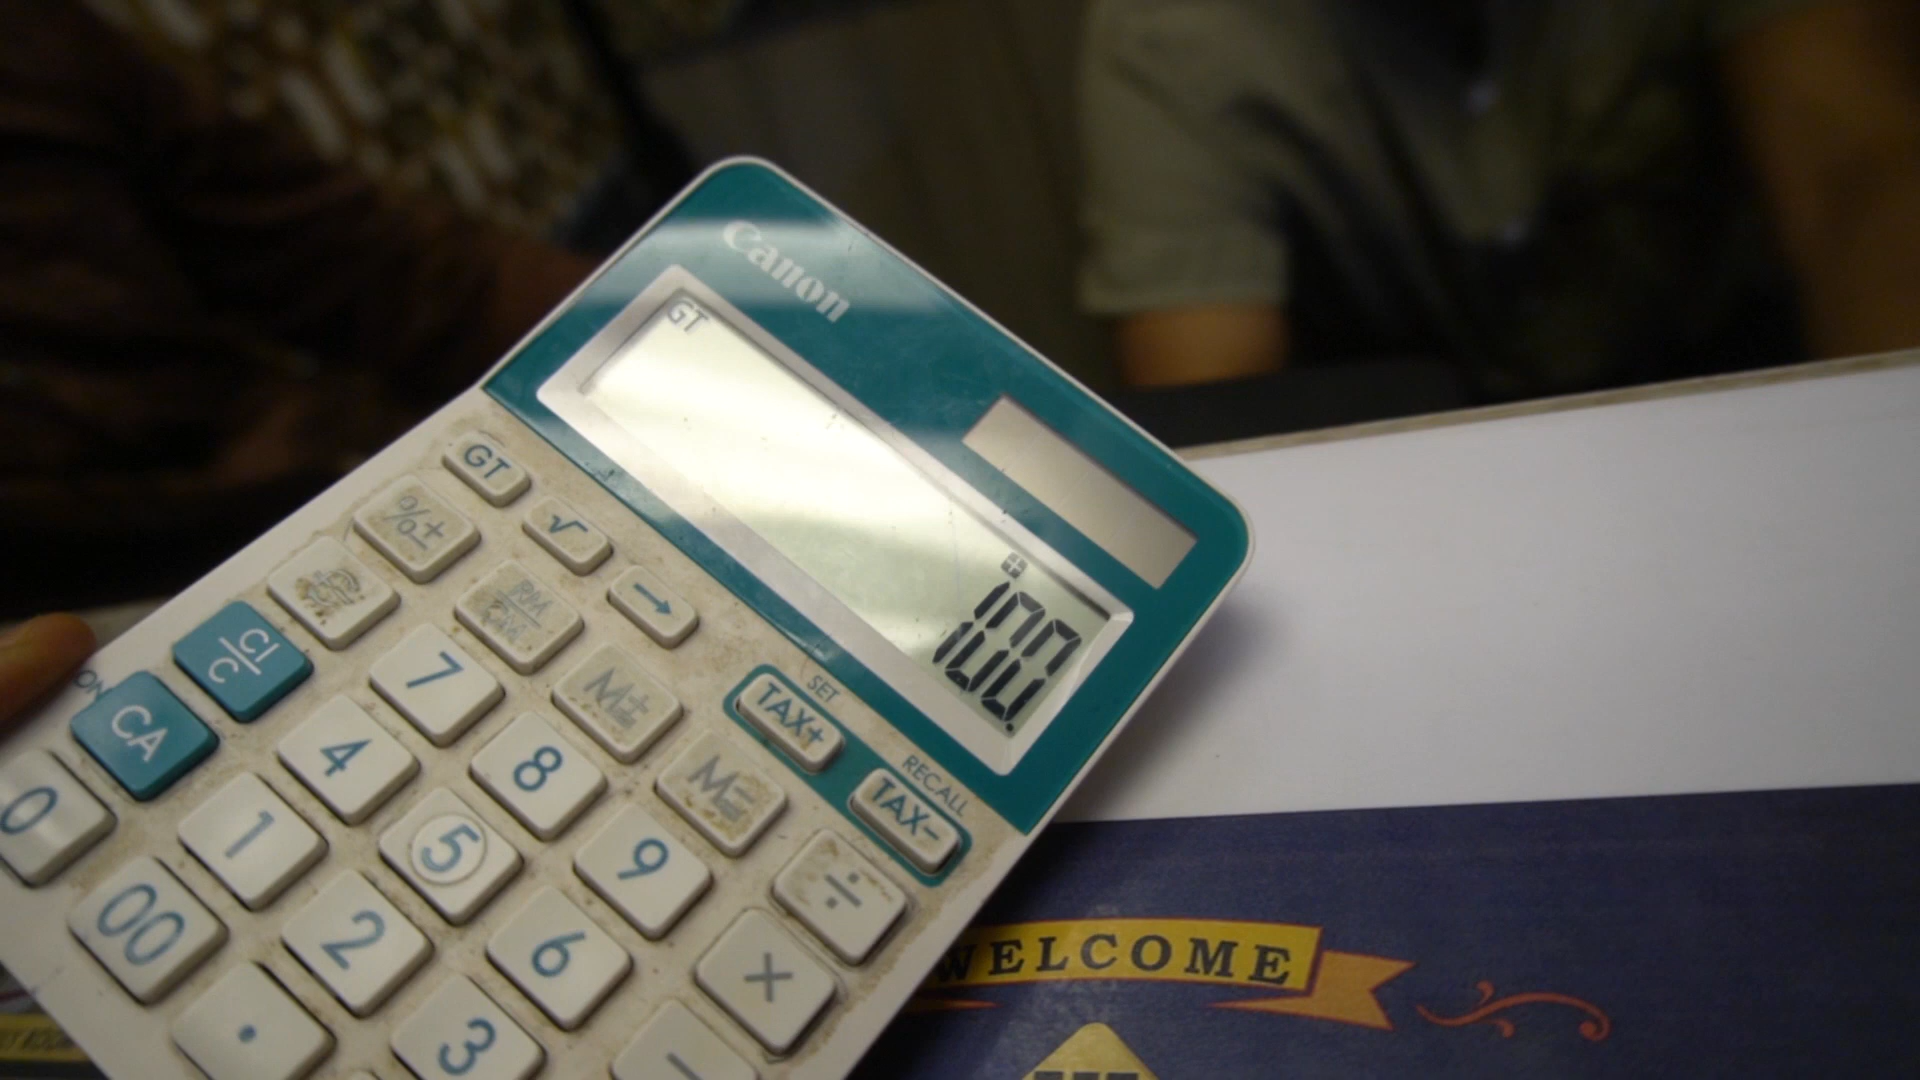 Canon
GT
+
100.
GT
√
→
%±
RM
CM
M±
M=
SET
TAX+
RECALL
TAX-
CI
C
ON
CA
7
8
9
÷
4
5
6
×
1
2
3
-
0
00
.
WELCOME